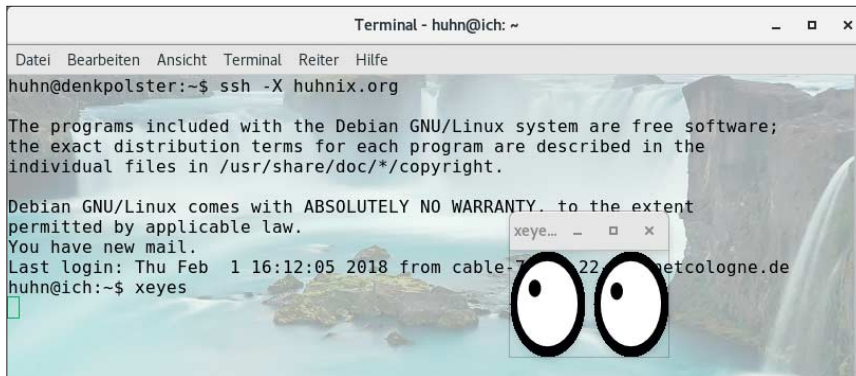 Terminal - huhn@ich: ~
Datei Bearbeiten Ansicht Terminal Reiter Hilfe
huhn@denkpolster:~$ ssh -X huhnix.org
The programs included with the Debian GNU/Linux system are free software;
the exact distribution terms for each program are described in the
individual files in /usr/share/doc/*/copyright.
Debian GNU/Linux comes with ABSOLUTELY NO WARRANTY, to the extent
permitted by applicable law.
xeye...
You have new mail.
Last login: Thu Feb  1 16:12:05 2018 from cable-7 22. netcologne.de
huhn@ich:~$ xeyes